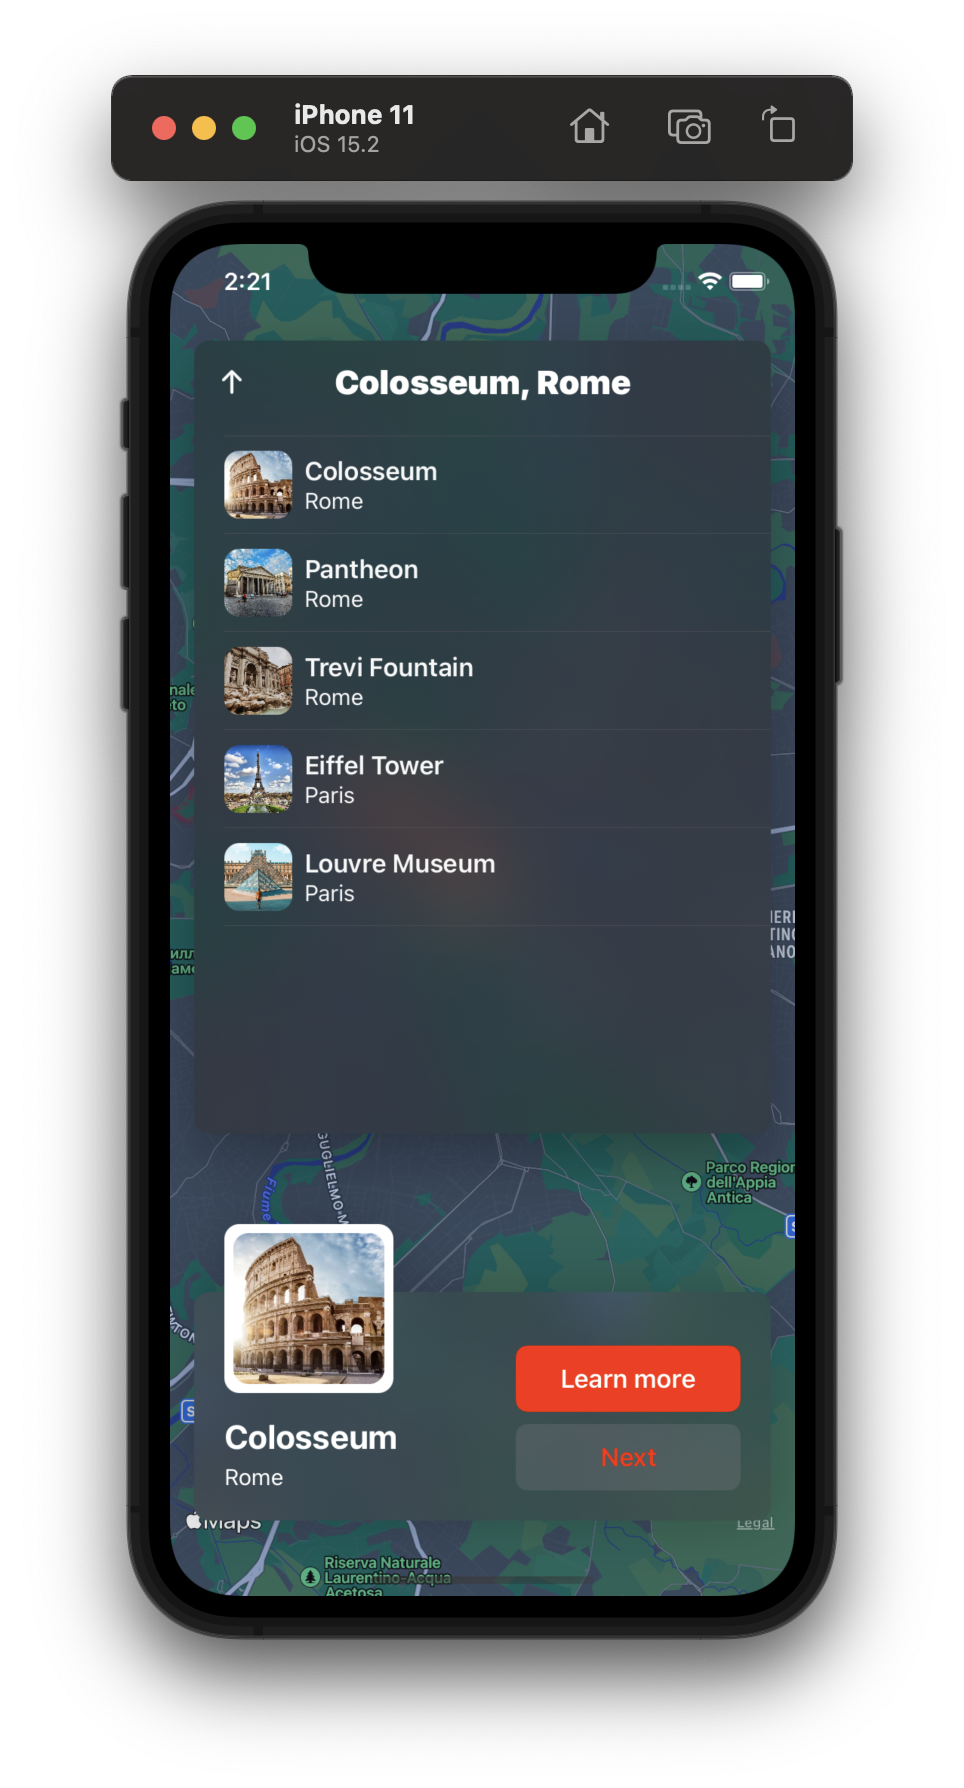 iPhone 11
iOS 15.2
2:21
Colosseum, Rome
Colosseum
Rome
Pantheon
Rome
Trevi Fountain
Rome
Eiffel Tower
Paris
Louvre Museum
Paris
GUGLIELMO
Fiume
Parco Region
dell'Appia
Antica
S
Colosseum
Rome
Learn more
Next
S
Maps
Legal
Riserva Naturale
Laurentino-Acqua
Acetosa